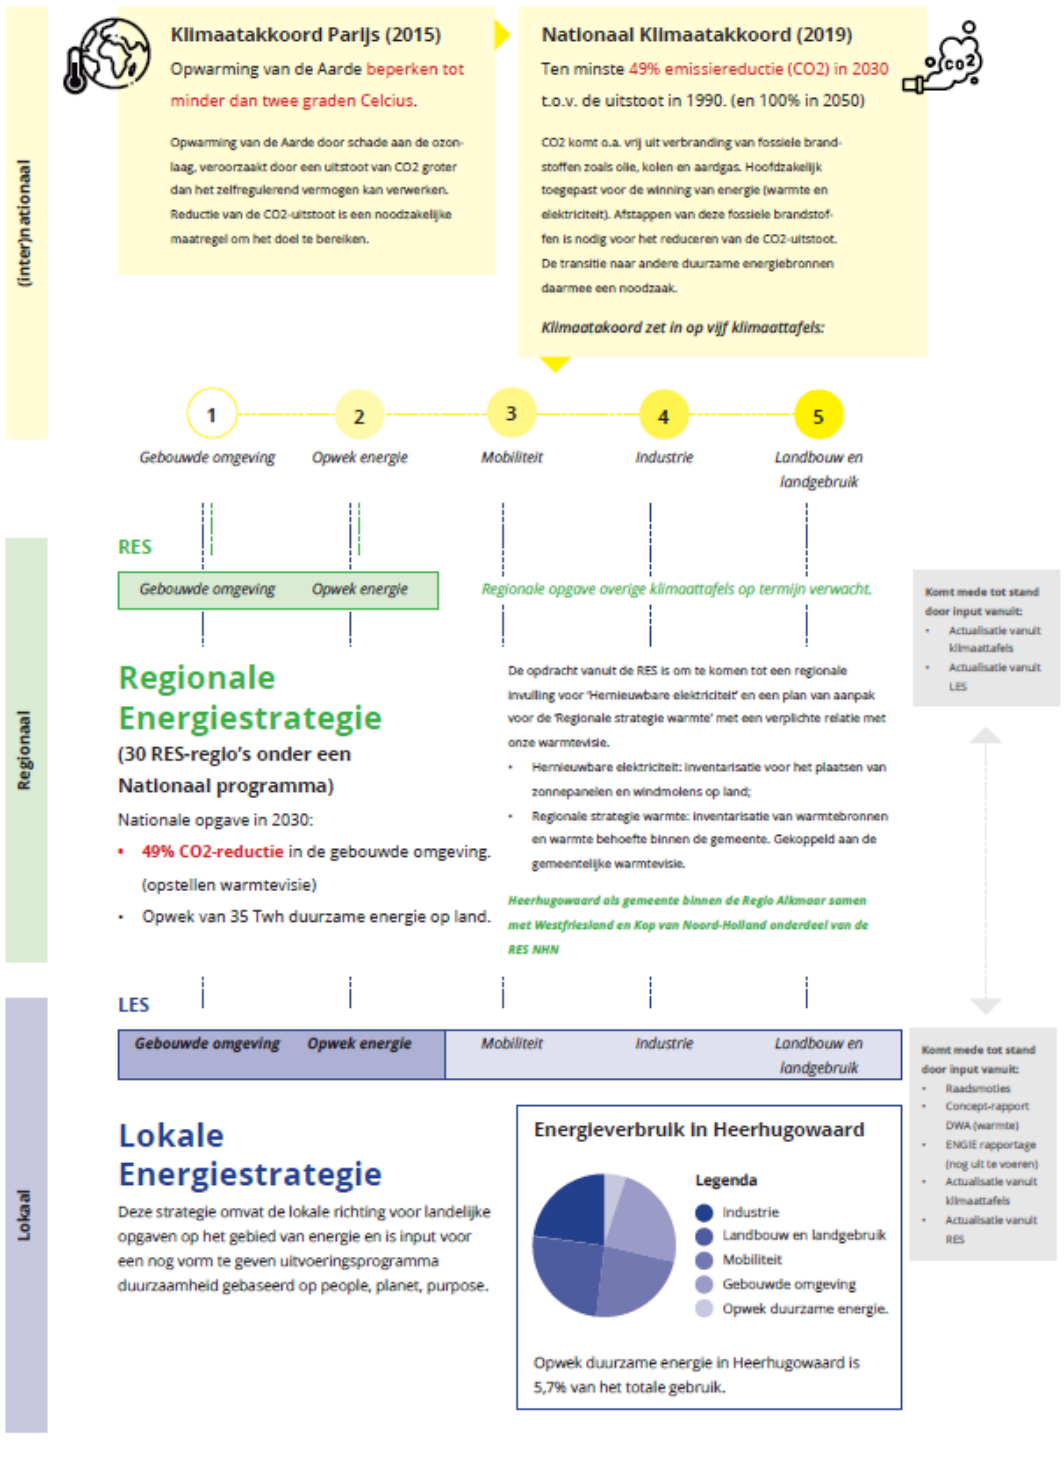 (inter)nationaal
Klimaatakkoord Parijs (2015)
Opwarming van de Aarde beperken tot
minder dan twee graden Celcius.
Opwarming van de Aarde door schade aan de ozon-
laag, veroorzaakt door een uitstoot van CO2 groter
dan het zelfregulerend vermogen kan verwerken.
Reductie van de CO2-uitstoot is een noodzakelijke
maatregel om het doel te bereiken.
Nationaal Klimaatakkoord (2019)
Ten minste 49% emissiereductie (CO2) in 2030
t.o.v. de uitstoot in 1990. (en 100% in 2050)
CO2 komt o.a. vrij uit verbranding van fossiele brand-
stoffen zoals olie, kolen en aardgas. Hoofdzakelijk
toegepast voor de winning van energie (warmte en
elektriciteit). Afstappen van deze fossiele brandstof-
fen is nodig voor het reduceren van de CO2-uitstoot.
De transitie naar andere duurzame energiebronnen
daarmee een noodzaak.
Klimaatakoord zet in op vijf klimaattafels:
CO2
1
2
3
4
5
Gebouwde omgeving
Opwek energie
Mobiliteit
Industrie
Landbouw en
landgebruik
Regionaal
RES
Gebouwde omgeving
Opwek energie
Regionale opgave overige klimaattafels op termijn verwacht.
Regionale
Energiestrategie
(30 RES-regio's onder een
Nationaal programma)
Nationale opgave in 2030:
• 49% CO2-reductie in de gebouwde omgeving.
(opstellen warmtevisie)
• Opwek van 35 Twh duurzame energie op land.
De opdracht vanuit de RES is om te komen tot een regionale
invulling voor 'Hernieuwbare elektriciteit' en een plan van aanpak
voor de 'Regionale strategie warmte' met een verplichte relatie met
onze warmtevisie.
• Hernieuwbare elektriciteit: inventarisatie voor het plaatsen van
zonnepanelen en windmolens op land;
• Regionale strategie warmte: inventarisatie van warmtebronnen
en warmte behoefte binnen de gemeente. Gekoppeld aan de
gemeentelijke warmtevisie.
Heerhugowaard als gemeente binnen de Regio Alkmaar samen
met Westfriesland en Kop van Noord-Holland onderdeel van de
RES NHN
Komt mede tot stand
door input vanuit:
• Actualisatie vanuit
klimaattafels
• Actualisatie vanuit
LES
Lokaal
LES
Gebouwde omgeving
Opwek energie
Mobiliteit
Industrie
Landbouw en
landgebruik
Lokale
Energiestrategie
Deze strategie omvat de lokale richting voor landelijke
opgaven op het gebied van energie en is input voor
een nog vorm te geven uitvoeringsprogramma
duurzaamheid gebaseerd op people, planet, purpose.
Energieverbruik in Heerhugowaard
Legenda
Industrie
Landbouw en landgebruik
Mobiliteit
Gebouwde omgeving
Opwek duurzame energie.
Opwek duurzame energie in Heerhugowaard is
5,7% van het totale gebruik.
Komt mede tot stand
door input vanuit:
• Raadsmoties
• Concept-rapport
DWA (warmte)
• ENGIE rapportage
(nog uit te voeren)
• Actualisatie vanuit
klimaattafels
• Actualisatie vanuit
RES